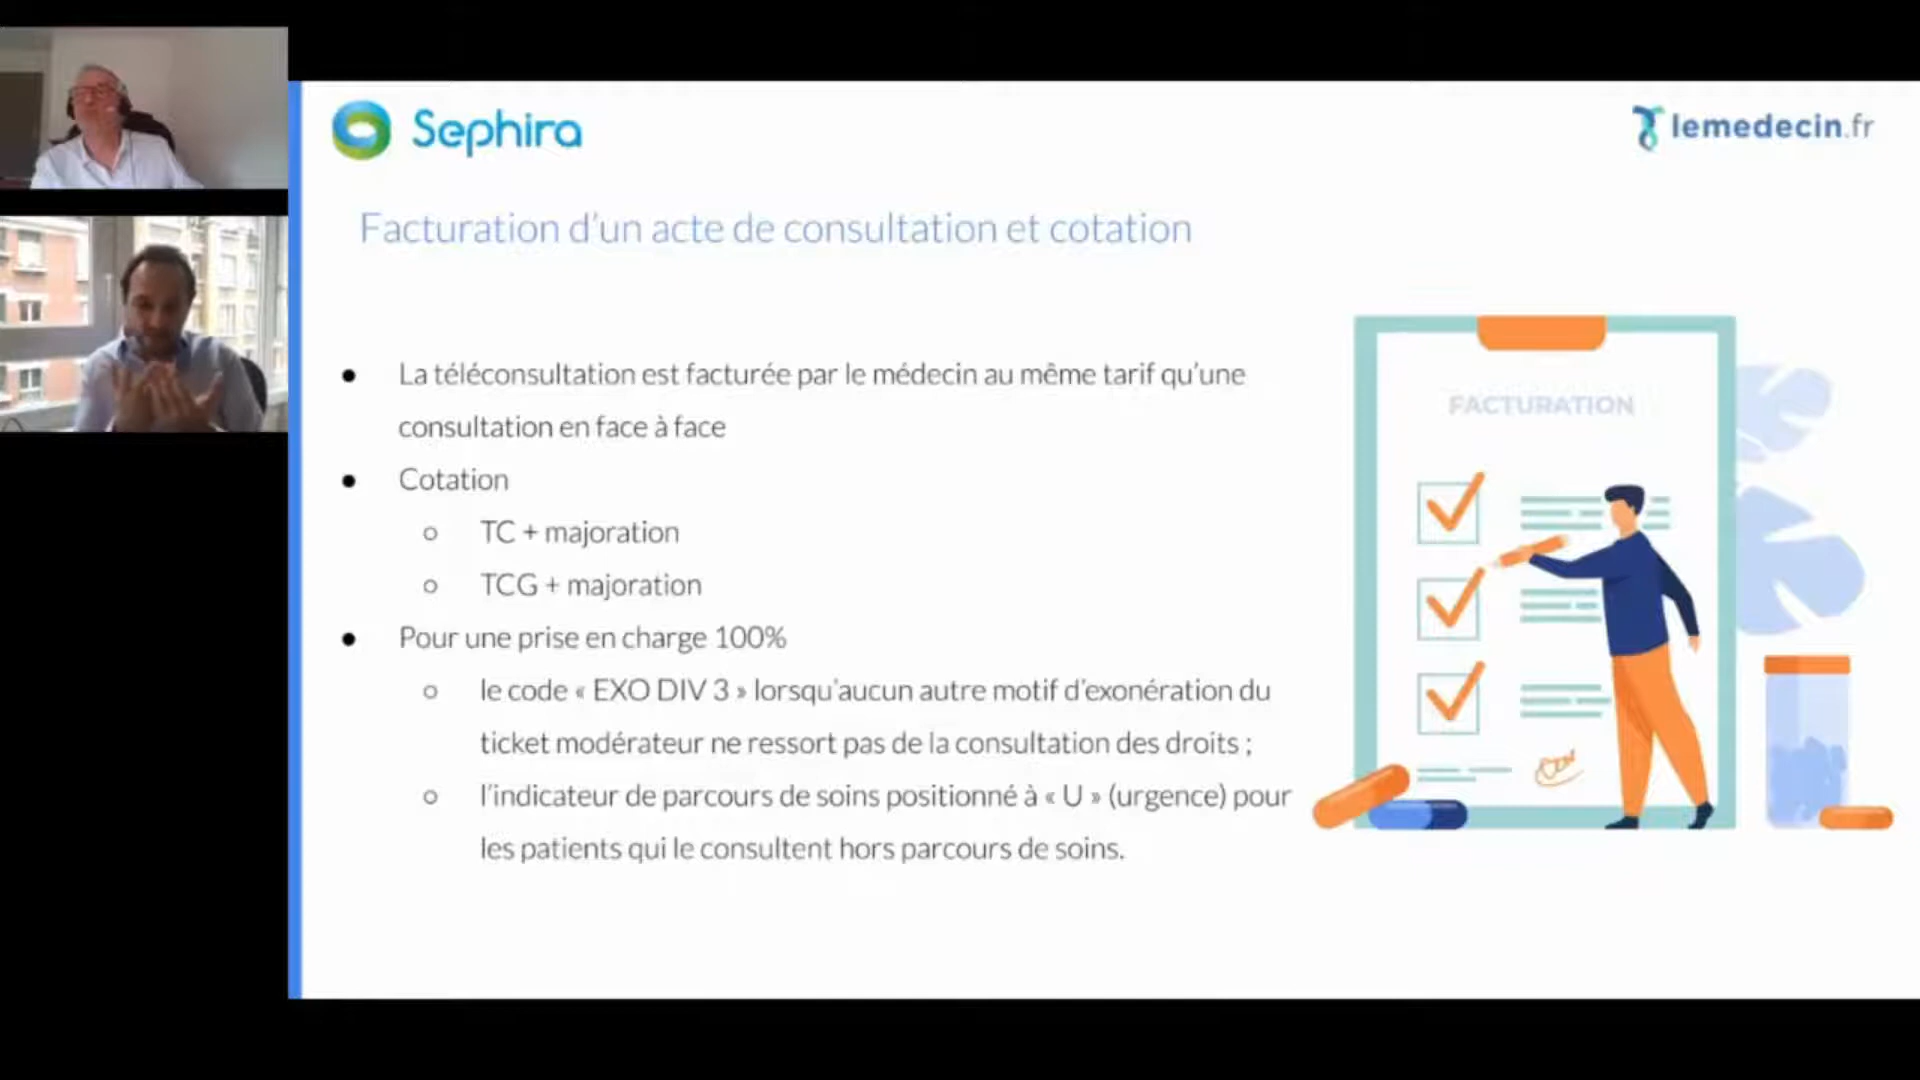 Sephira
lemedecin.fr
Facturation d'un acte de consultation et cotation
La téléconsultation est facturée par le médecin au même tarif qu'une
consultation en face à face
Cotation
TC + majoration
TCG + majoration
Pour une prise en charge 100%
le code « EXO DIV 3 » lorsqu'aucun autre motif d'exonération du
ticket modérateur ne ressort pas de la consultation des droits ;
l'indicateur de parcours de soins positionné à « U » (urgence) pour
les patients qui le consultent hors parcours de soins.
FACTURATION